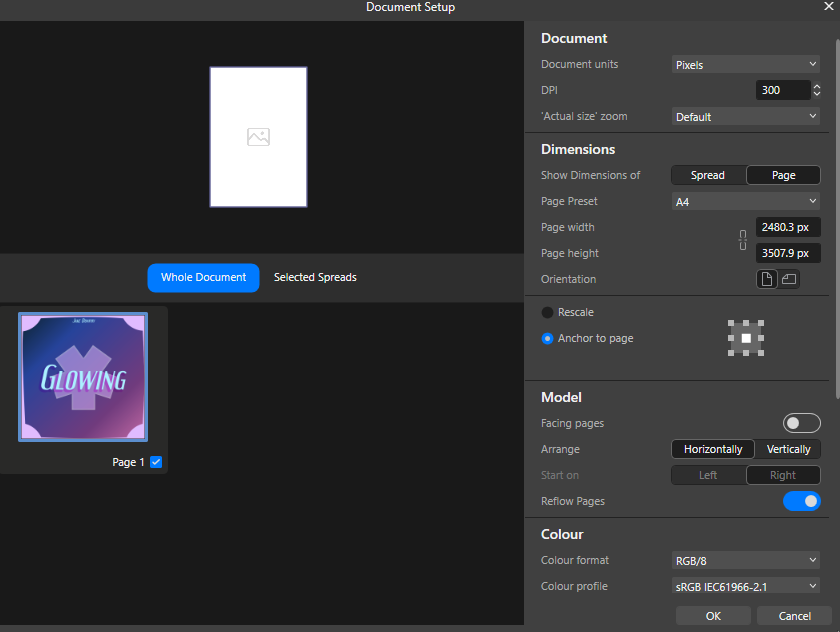 Document Setup
Document
Document units
Pixels
DPI
300
'Actual size' zoom
Default
Dimensions
Show Dimensions of
Spread
Page
Page Preset
A4
Page width
2480.3 px
Page height
3507.9 px
Orientation
Whole Document
Selected Spreads
Rescale
Anchor to page
GLOWING
Page 1
Model
Facing pages
Arrange
Horizontally
Vertically
Start on
Left
Right
Reflow Pages
Colour
Colour format
RGB/8
Colour profile
sRGB IEC61966-2.1
OK
Cancel